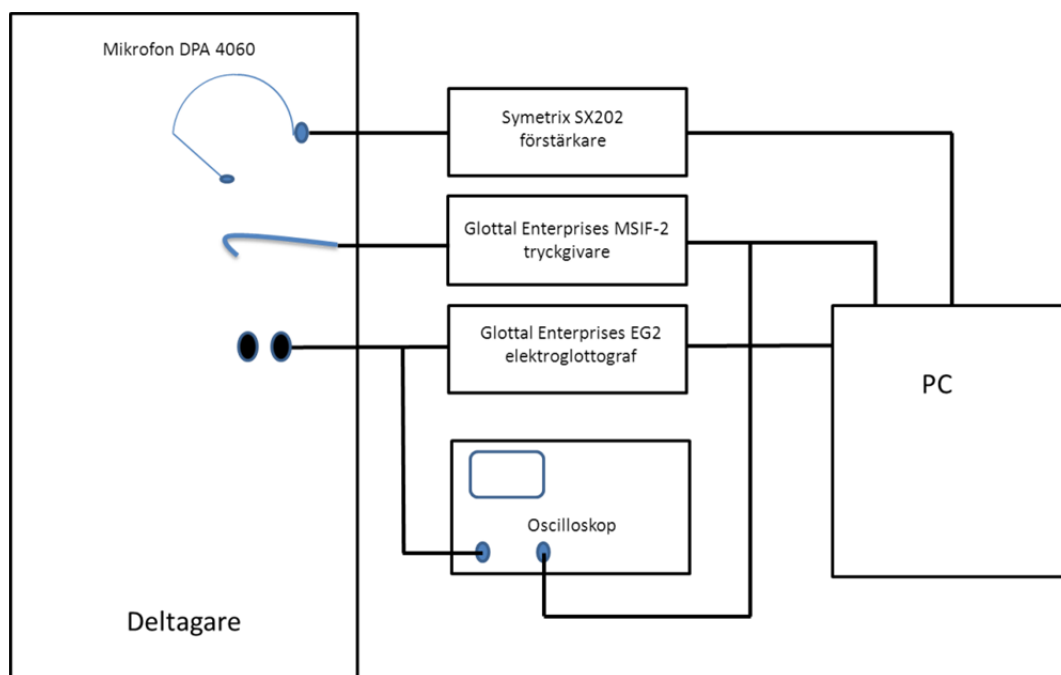 Mikrofon DPA 4060
Symetrix SX202
förstärkare
Glottal Enterprises MSIF-2
tryckgivare
Glottal Enterprises EG2
elektroglottograf
PC
Oscilloskop
Deltagare